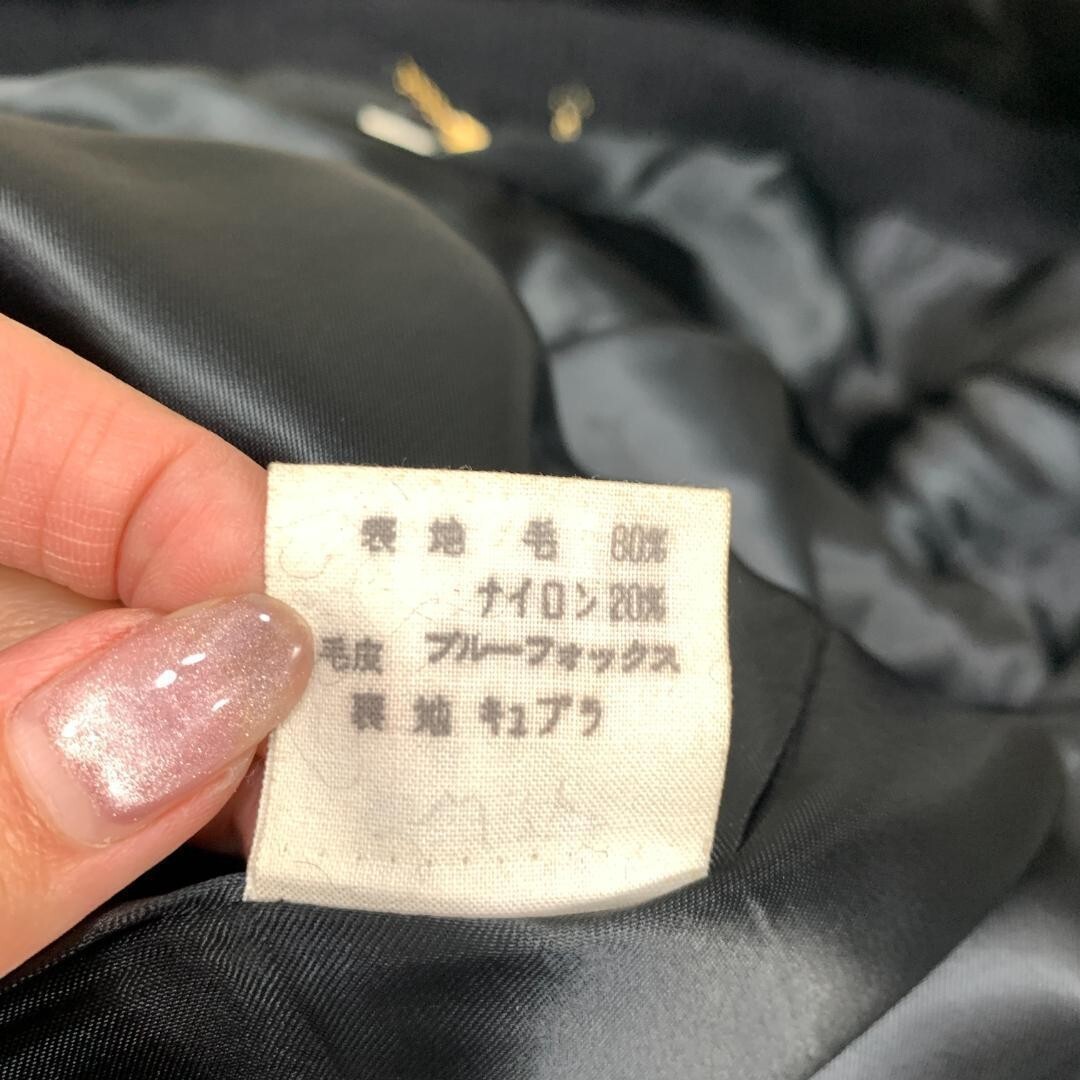 表地 毛 80%
ナイロン 20%
毛皮 ブルーフォックス
裏地 キュプラ